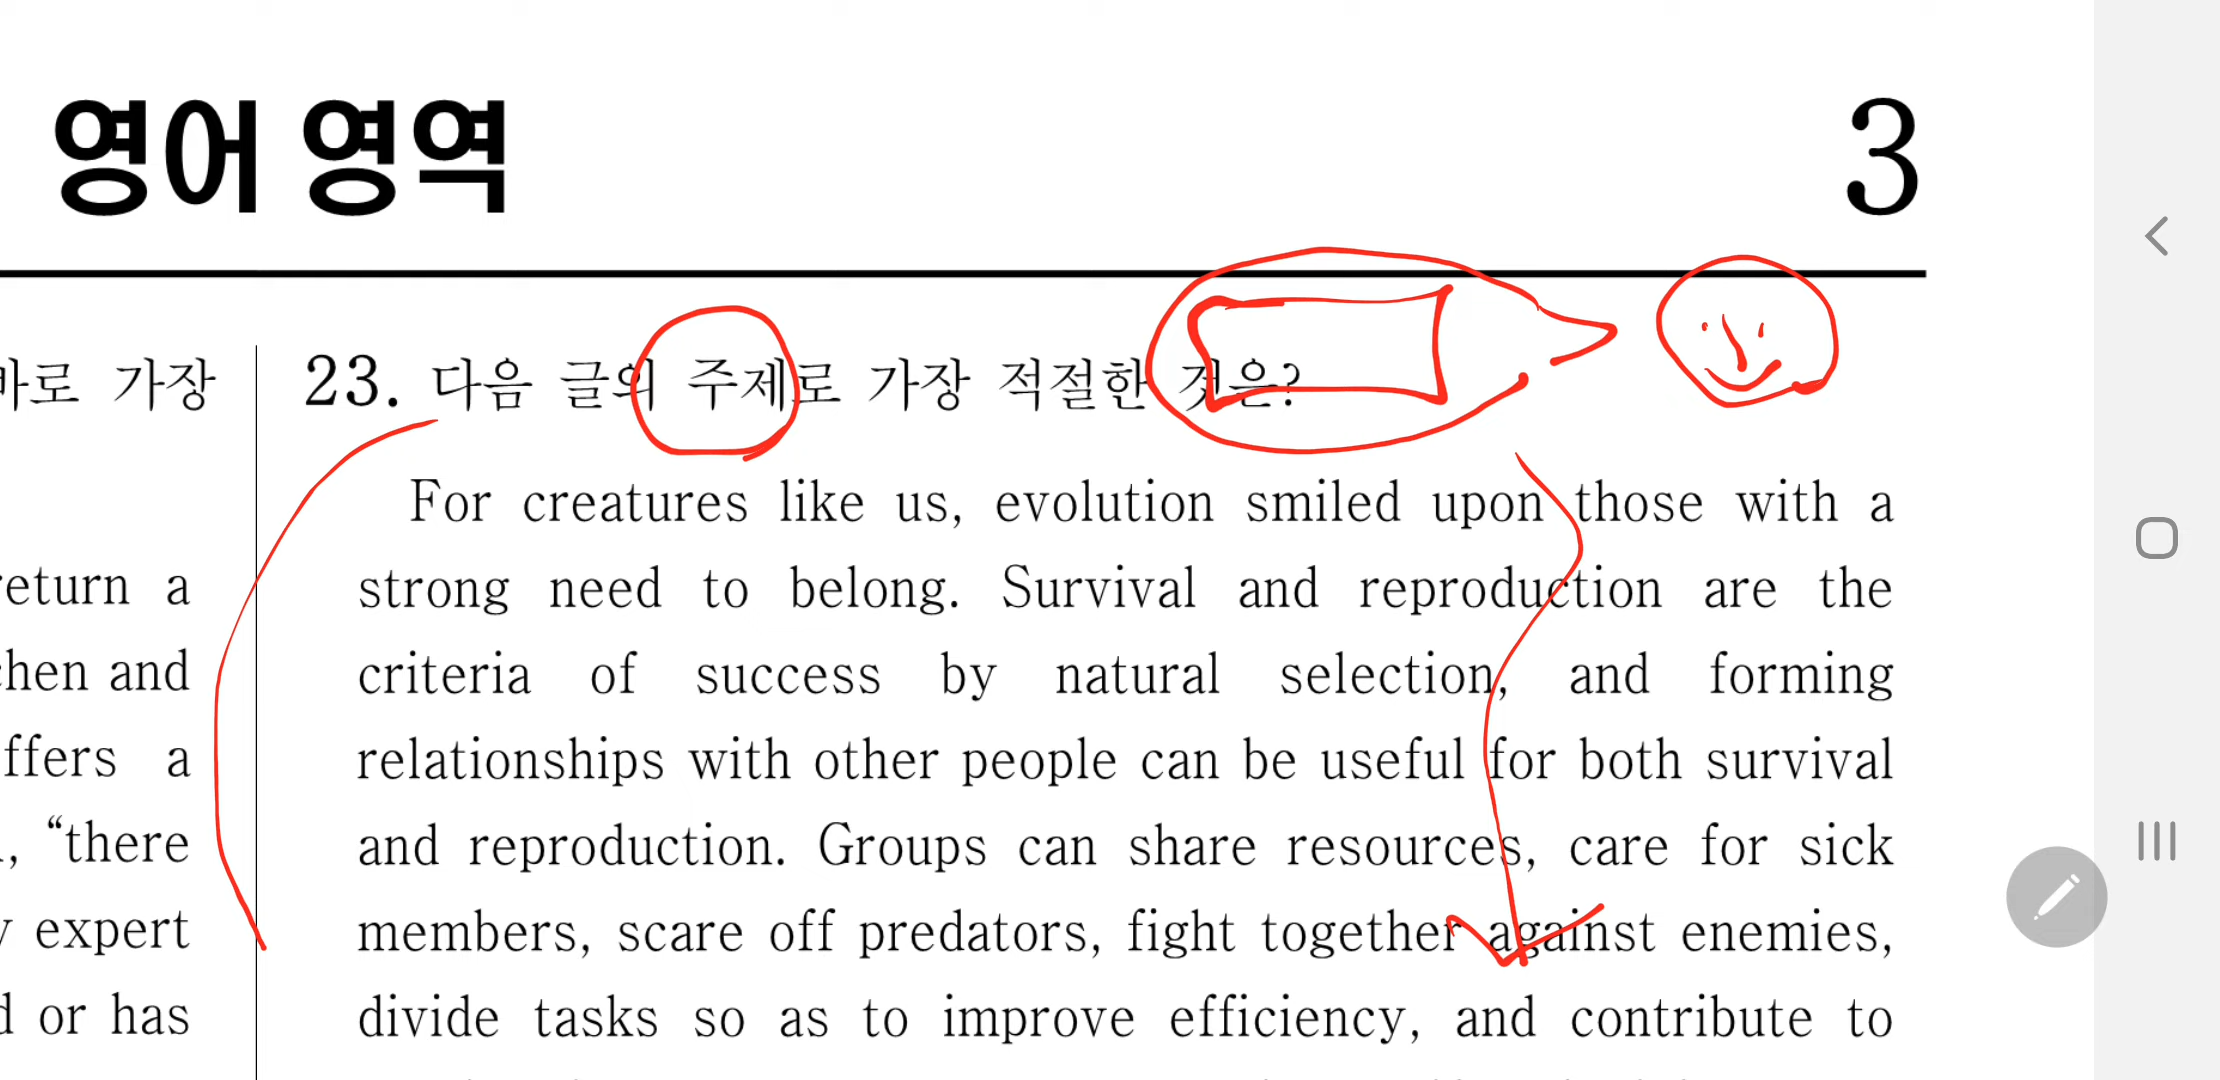 영어 영역
3
바로 가장
return a
chen and
ffers a
, “there
y expert
d or has
23. 다음 글의 주제로 가장 적절한 것은?
For creatures like us, evolution smiled upon those with a
strong need to belong. Survival and reproduction are the
criteria of success by natural selection, and forming
relationships with other people can be useful for both survival
and reproduction. Groups can share resources, care for sick
members, scare off predators, fight together against enemies,
divide tasks so as to improve efficiency, and contribute to